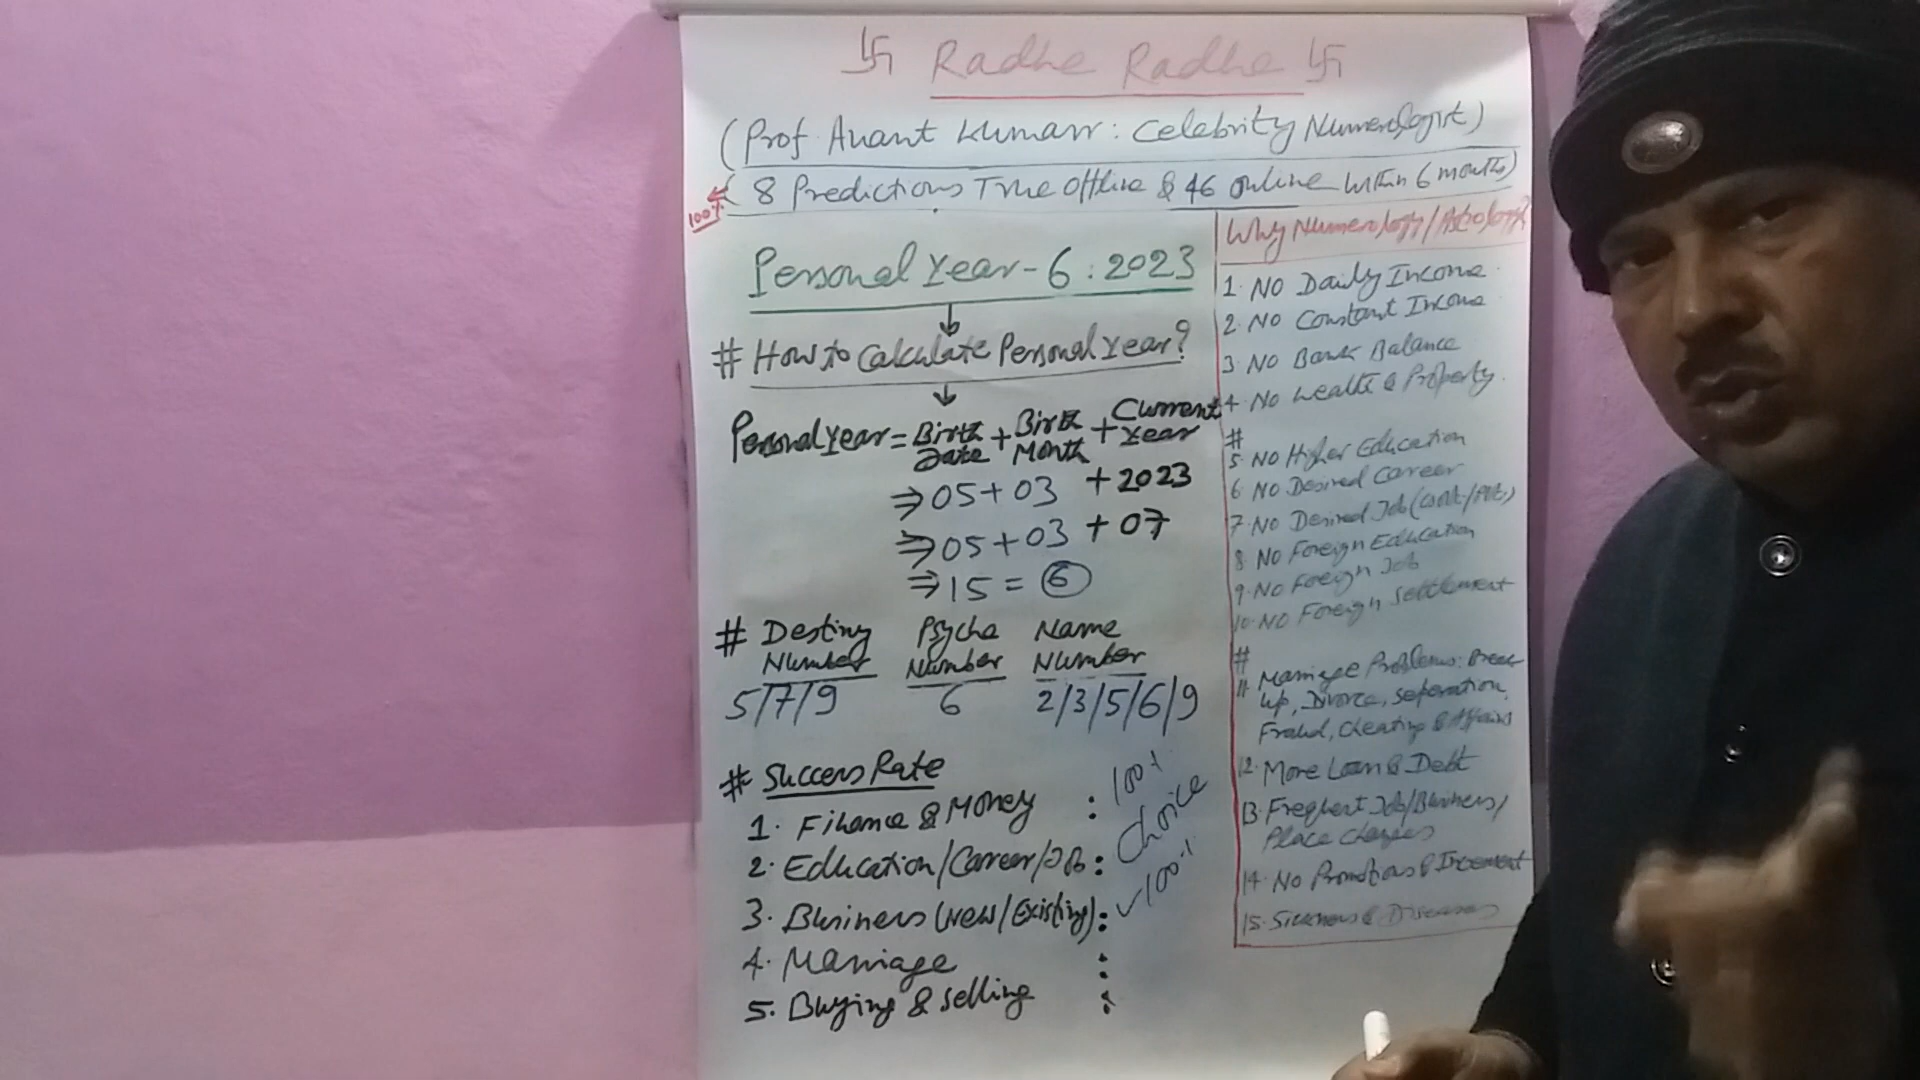 卐 Radhe Radhe 卐
(Prof. Anant Kumarr: Celebrity Numerologist)
100% ← ( 8 Predictions True Offline & 46 online within 6 months)
Personal Year - 6 : 2023
↓
# How to Calculate Personal Year?
↓
Personal Year = Birth Date + Birth Month + Current Year
⇒ 05 + 03 + 2023
⇒ 05 + 03 + 07
⇒ 15 = 6
# Destiny Psyche Name
Number Number Number
5/7/9 6 2/3/5/6/9
# Success Rate
1. Finance & Money : 100%
2. Education/Career/Job : Choice
3. Business (New/Existing) : ✓100%
4. Marriage :
5. Buying & Selling :
Why Numerology/Astrology?
1. No Daily Income
2. No Constant Income
3. No Bank Balance
4. No Wealth & Property
#
5. No Higher Education
6. No Desired Career
7. No Desired Job (Govt./Pvt.)
8. No Foreign Education
9. No Foreign Job
10. No Foreign Settlement
#
11. Marriage Problems: Break
up, Divorce, Seperation,
Fraud, Cheating & Affairs
12. More Loan & Debt
13. Frequent Job/Business/
Place Changes
14. No Promotions & Increment
15. Sickness & Diseases